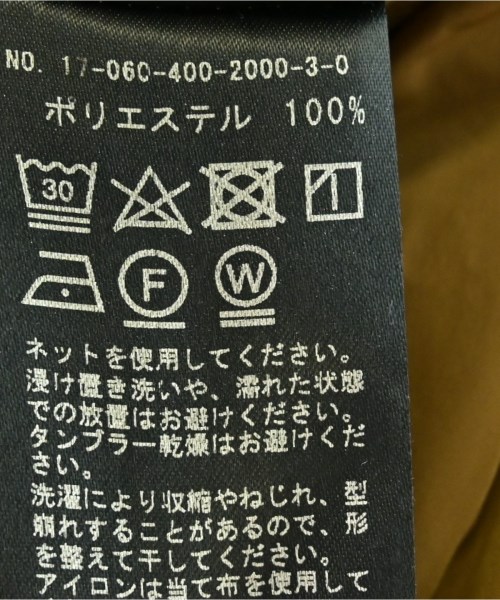 NO. 17-060-400-2000-3-0
ポリエステル 100%
30
F W
ネットを使用してください。
浸け置き洗いや、濡れた状態
での放置はお避けください。
タンブラー乾燥はお避けくだ
さい。
洗濯により収縮やねじれ、型
崩れすることがあるので、形
を整えて干してください。
アイロンは当て布を使用して